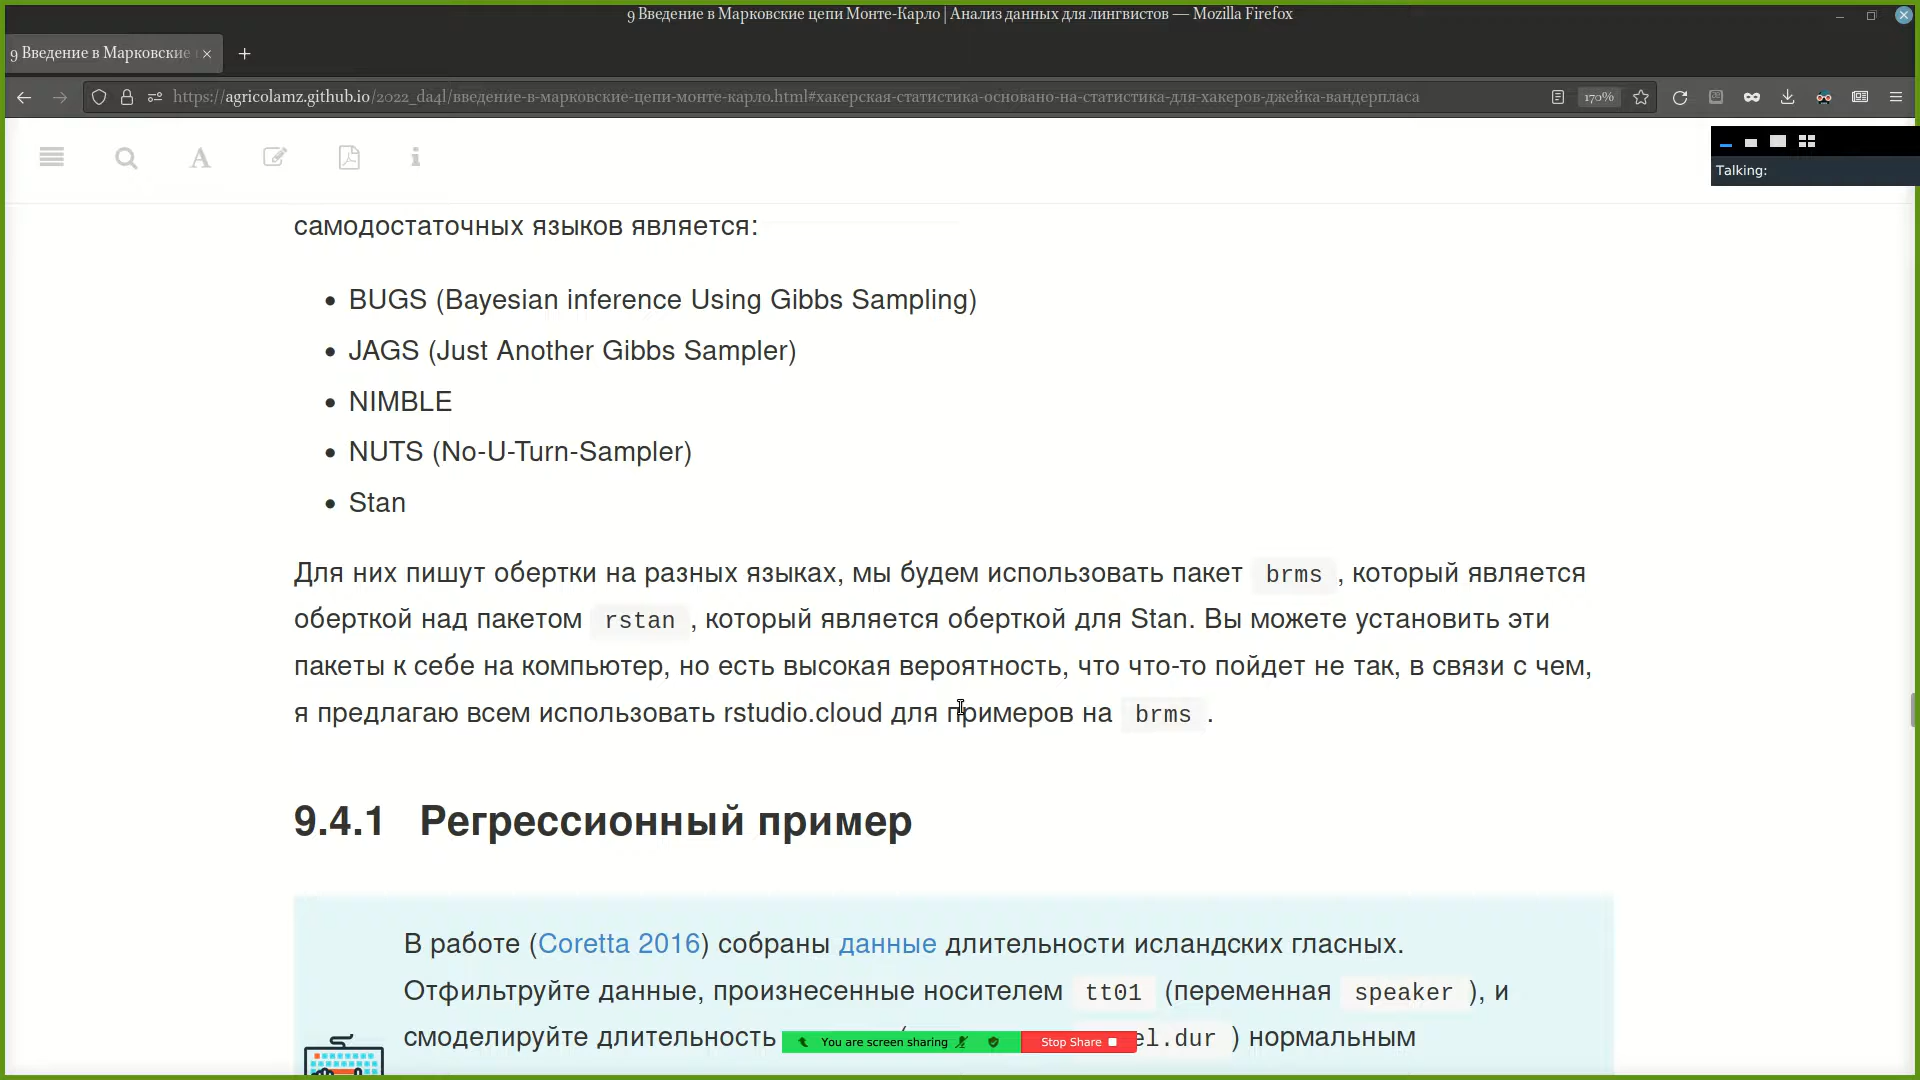 9 Введение в Марковские цепи Монте-Карло | Анализ данных для лингвистов — Mozilla Firefox
9 Введение в Марковские
https://agricolamz.github.io/2022_da4l/введение-в-марковские-цепи-монте-карло.html#хакерская-статистика-основано-на-статистика-для-хакеров-джейка-вандерпласа
170%
Talking:
самодостаточных языков является:
• BUGS (Bayesian inference Using Gibbs Sampling)
• JAGS (Just Another Gibbs Sampler)
• NIMBLE
• NUTS (No-U-Turn-Sampler)
• Stan
Для них пишут обертки на разных языках, мы будем использовать пакет brms , который является
оберткой над пакетом rstan , который является оберткой для Stan. Вы можете установить эти
пакеты к себе на компьютер, но есть высокая вероятность, что что-то пойдет не так, в связи с чем,
я предлагаю всем использовать rstudio.cloud для примеров на brms .
9.4.1 Регрессионный пример
В работе (Coretta 2016) собраны данные длительности исландских гласных.
Отфильтруйте данные, произнесенные носителем tt01 (переменная speaker ), и
смоделируйте длительность el.dur ) нормальным
You are screen sharing Stop Share